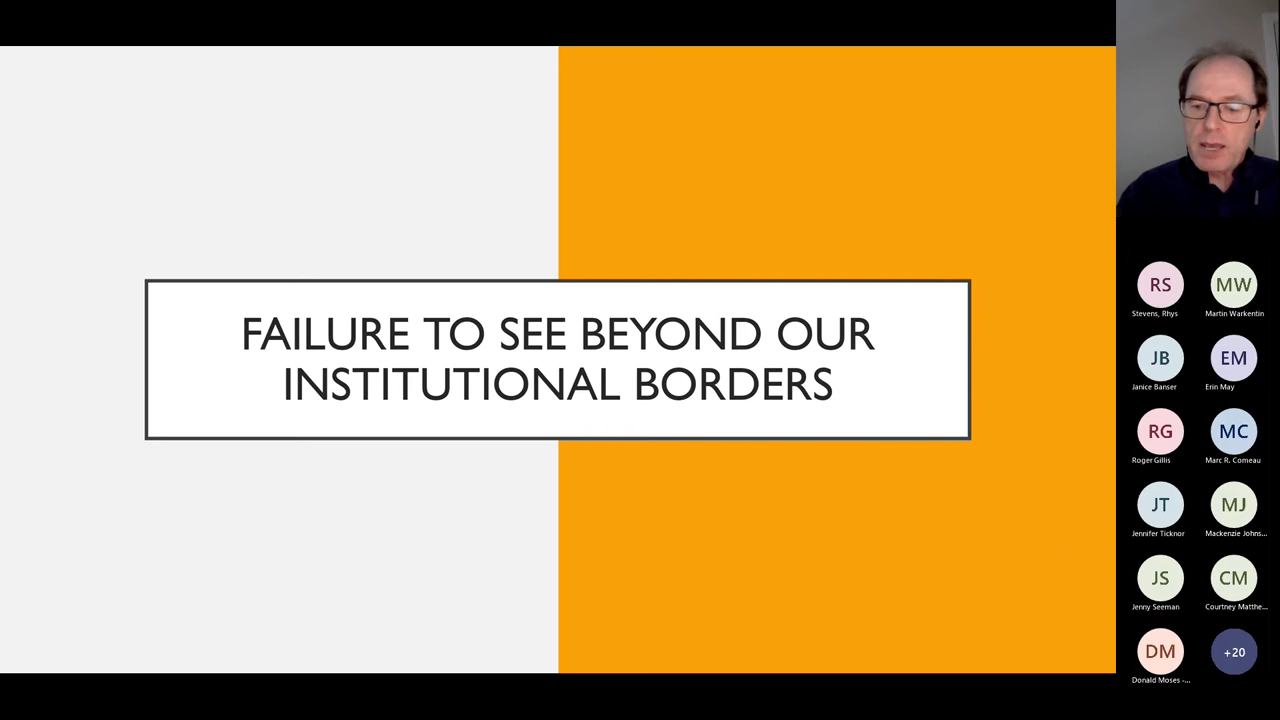 FAILURE TO SEE BEYOND OUR
INSTITUTIONAL BORDERS
RS
Stevens, Rhys
MW
Martin Warkentin
JB
Janice Banser
EM
Erin May
RG
Roger Gillis
MC
Marc R. Comeau
JT
Jennifer Ticknor
MJ
Mackenzie Johns...
JS
Jenny Seeman
CM
Courtney Matthe...
DM
Donald Moses -...
+20